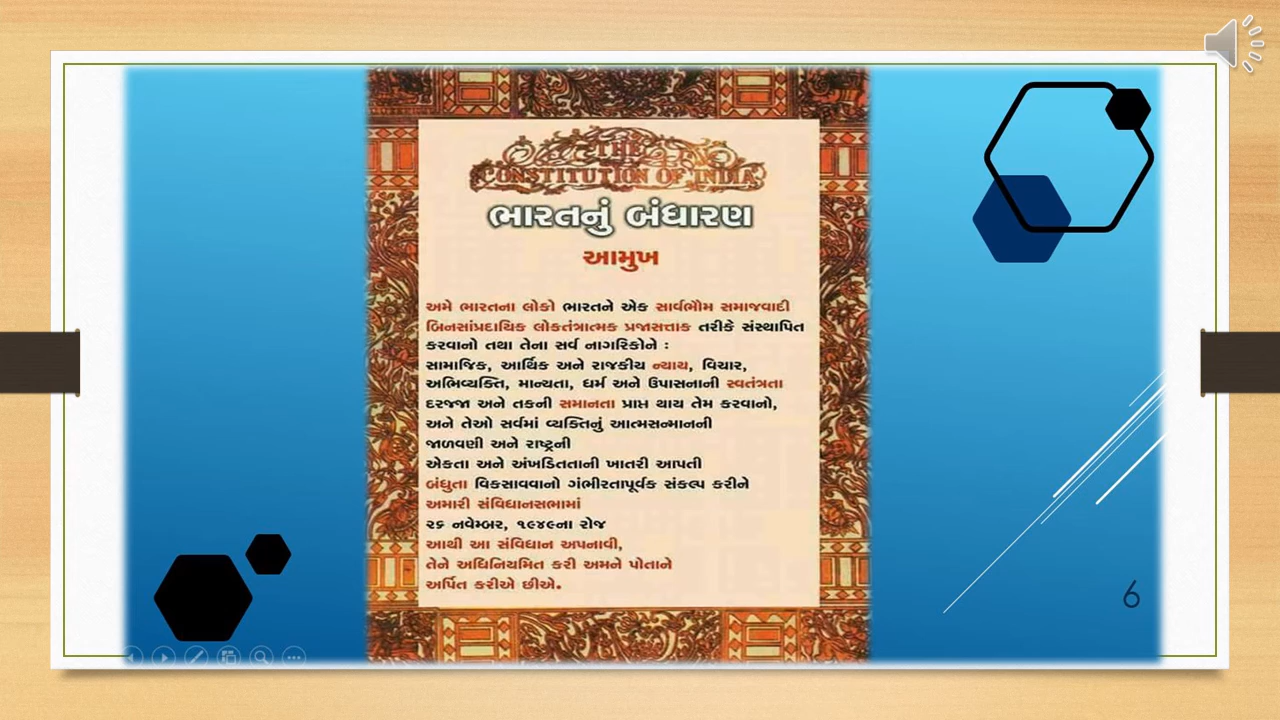 THE
CONSTITUTION OF INDIA
ભારતનું બંધારણ
આમુખ
અમે ભારતના લોકો ભારતને એક સાર્વભૌમ સમાજવાદી
બિનસાંપ્રદાયિક લોકતંત્રાત્મક પ્રજાસત્તાક તરીકે સંસ્થાપિત
કરવાનો તથા તેના સર્વ નાગરિકોને :
સામાજિક, આર્થિક અને રાજકીય ન્યાય, વિચાર,
અભિવ્યક્તિ, માન્યતા, ધર્મ અને ઉપાસનાની સ્વતંત્રતા
દરજ્જા અને તકની સમાનતા પ્રાપ્ત થાય તેમ કરવાનો,
અને તેઓ સર્વમાં વ્યક્તિનું આત્મસન્માનની
જાળવણી અને રાષ્ટ્રની
એકતા અને અંખડિતતાની ખાતરી આપતી
બંધુતા વિકસાવવાનો ગંભીરતાપૂર્વક સંકલ્પ કરીને
અમારી સંવિધાનસભામાં
૨૬ નવેમ્બર, ૧૯૪૯ના રોજ
આથી આ સંવિધાન અપનાવી,
તેને અધિનિયમિત કરી અમને પોતાને
અર્પિત કરીએ છીએ.
6